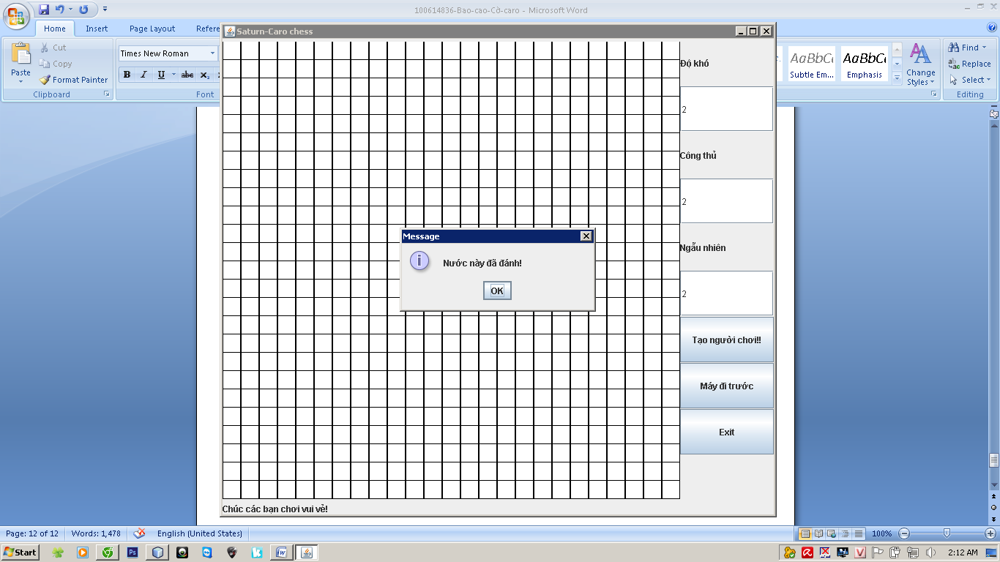 100614836-Bao-cao-Cờ-caro - Microsoft Word
Home
Insert
Page Layout
Refere
Cut
Copy
Format Painter
Paste
Clipboard
Times New Roman
B I U abc x₂
Font
AaBbCc
Subtle Em...
AaBbCc
Emphasis
Change
Styles
Find
Replace
Select
Editing
Saturn-Caro chess
Độ khó
2
Công thủ
2
Ngẫu nhiên
2
Tạo người chơi!!
Máy đi trước
Exit
Message
Nước này đã đánh!
OK
Chúc các bạn chơi vui vẻ!
Page: 12 of 12
Words: 1,478
English (United States)
100%
Start
2:12 AM